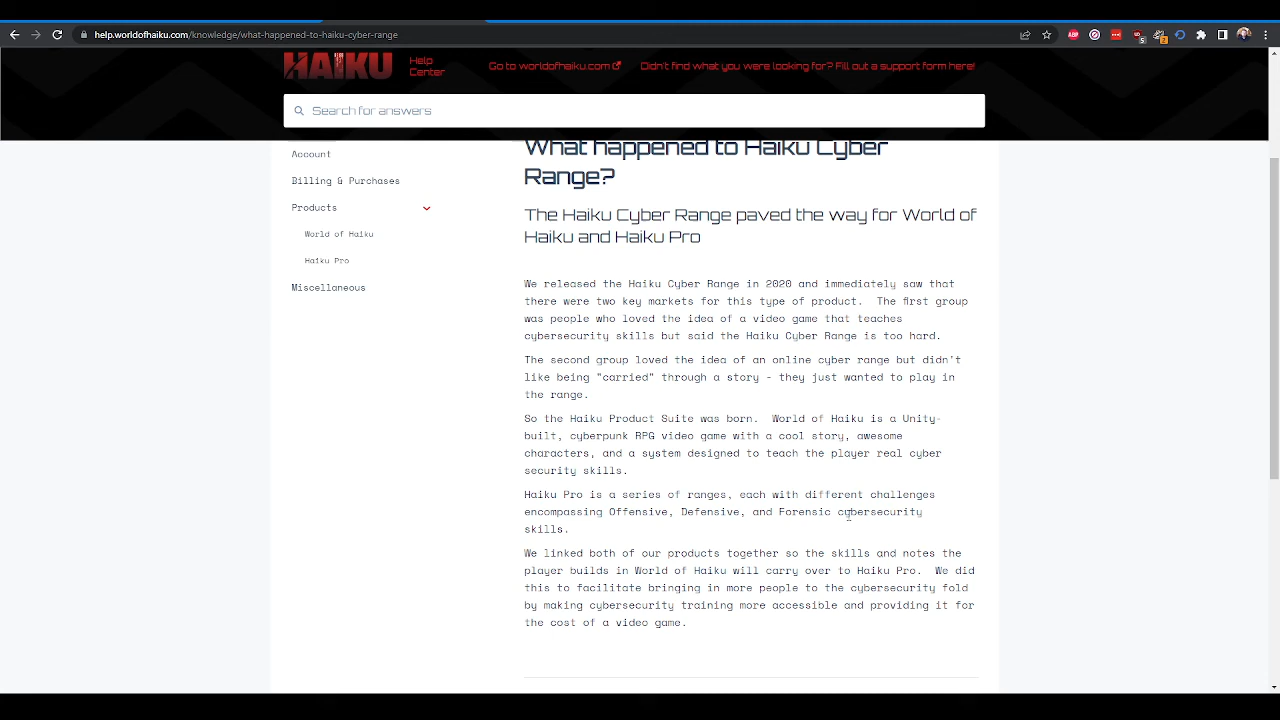 help.worldofhaiku.com/knowledge/what-happened-to-haiku-cyber-range
HAIKU
Help
Center
Go to worldofhaiku.com
Didn't find what you were looking for? Fill out a support form here!
Search for answers
Account
Billing & Purchases
Products
World of Haiku
Haiku Pro
Miscellaneous
What happened to Haiku Cyber
Range?
The Haiku Cyber Range paved the way for World of
Haiku and Haiku Pro
We released the Haiku Cyber Range in 2020 and immediately saw that
there were two key markets for this type of product.  The first group
was people who loved the idea of a video game that teaches
cybersecurity skills but said the Haiku Cyber Range is too hard.
The second group loved the idea of an online cyber range but didn't
like being "carried" through a story - they just wanted to play in
the range.
So the Haiku Product Suite was born.  World of Haiku is a Unity-
built, cyberpunk RPG video game with a cool story, awesome
characters, and a system designed to teach the player real cyber
security skills.
Haiku Pro is a series of ranges, each with different challenges
encompassing Offensive, Defensive, and Forensic cybersecurity
skills.
We linked both of our products together so the skills and notes the
player builds in World of Haiku will carry over to Haiku Pro.  We did
this to facilitate bringing in more people to the cybersecurity fold
by making cybersecurity training more accessible and providing it for
the cost of a video game.